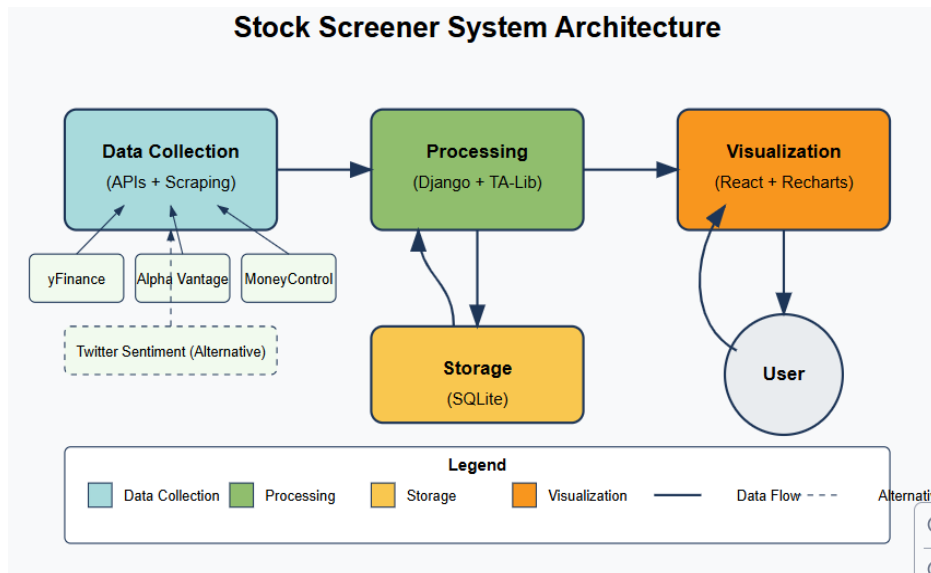 Stock Screener System Architecture
Data Collection
(APIs + Scraping)
Processing
(Django + TA-Lib)
Visualization
(React + Recharts)
yFinance
Alpha Vantage
MoneyControl
Twitter Sentiment (Alternative)
Storage
(SQLite)
User
Legend
Data Collection
Processing
Storage
Visualization
Data Flow